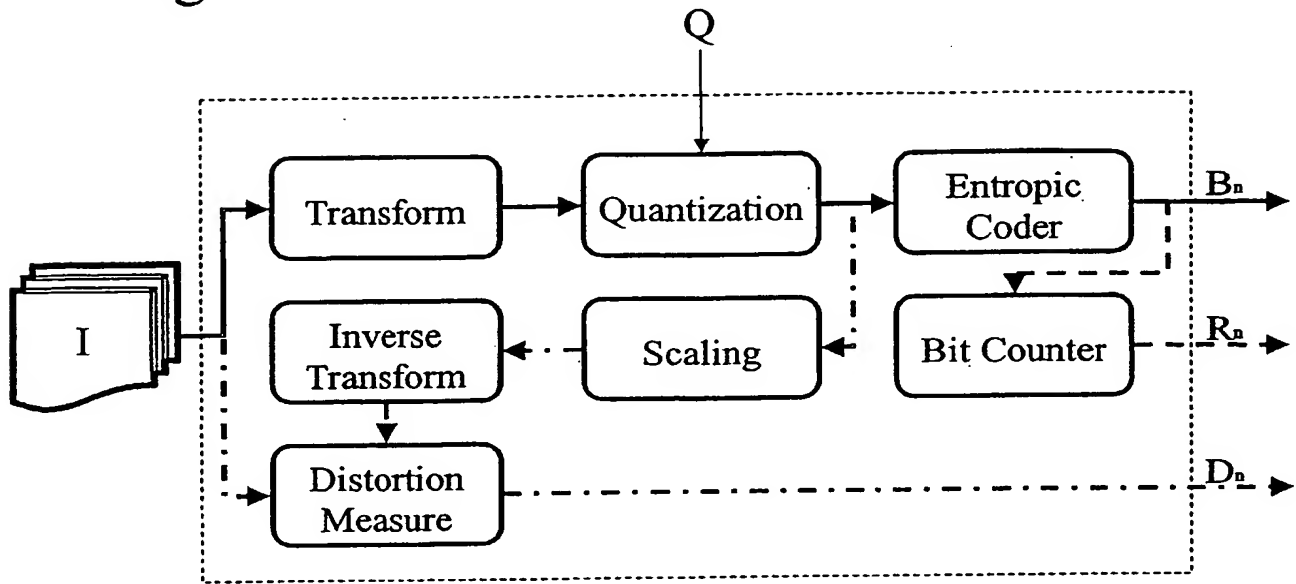 Q
Transform
Quantization
Entropic
Coder
Bn
I
Inverse
Transform
Scaling
Bit Counter
Rn
Distortion
Measure
Dn